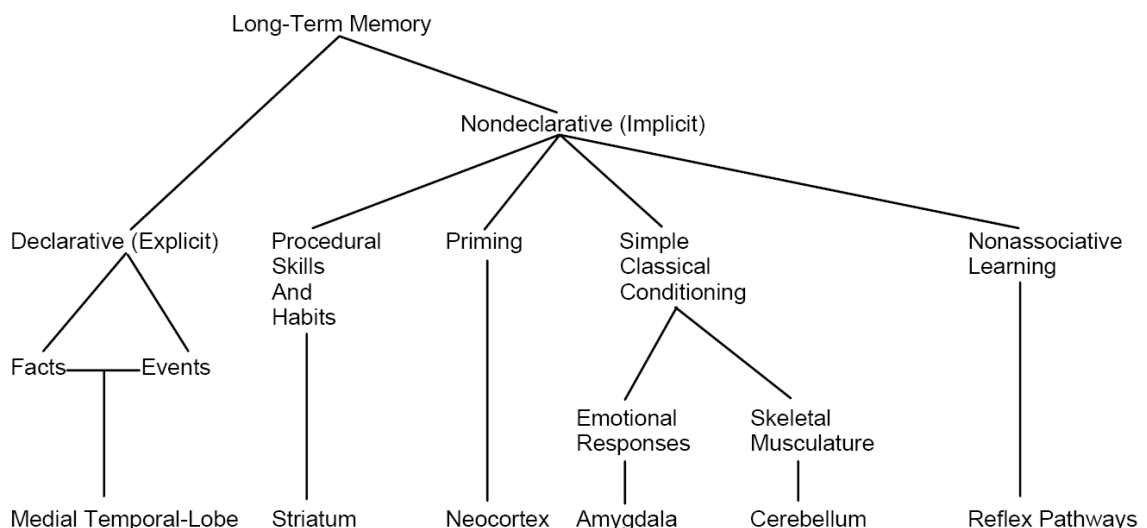 Long-Term Memory
Nondeclarative (Implicit)
Declarative (Explicit)
Procedural
Skills
And
Habits
Priming
Simple
Classical
Conditioning
Nonassociative
Learning
Facts
Events
Emotional
Responses
Skeletal
Musculature
Medial Temporal-Lobe
Striatum
Neocortex
Amygdala
Cerebellum
Reflex Pathways